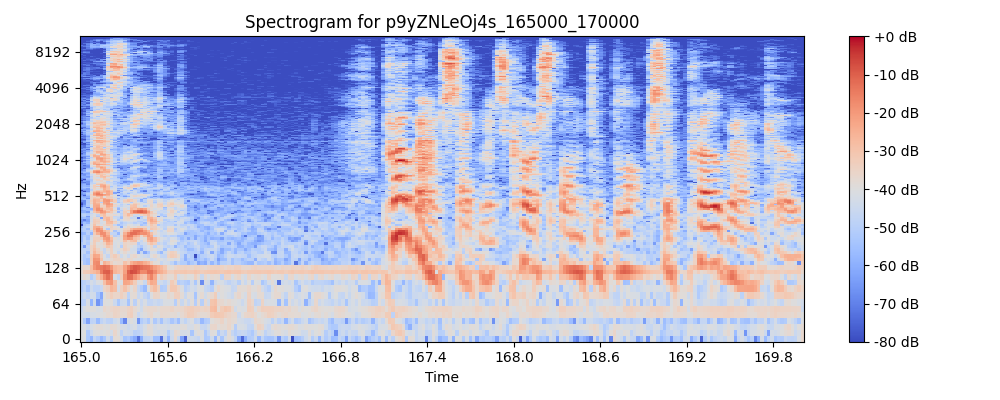 Spectrogram for p9yZNLeOj4s_165000_170000
8192
4096
2048
1024
512
256
128
64
0
Hz
165.0 165.6 166.2 166.8 167.4 168.0 168.6 169.2 169.8
Time
+0 dB
-10 dB
-20 dB
-30 dB
-40 dB
-50 dB
-60 dB
-70 dB
-80 dB